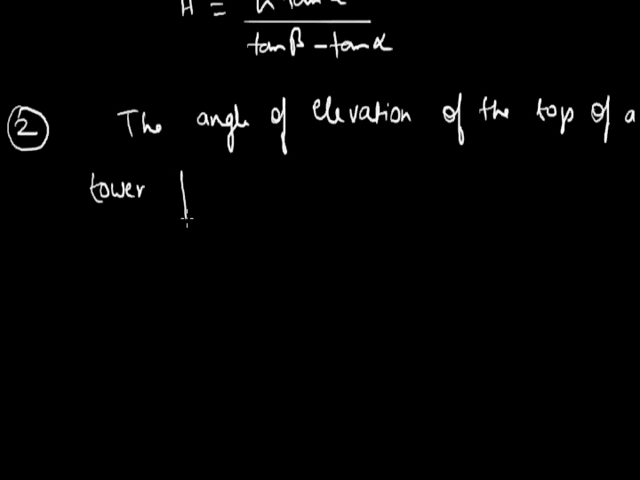 H =
tanβ - tanα
② The angle of elevation of the top of a
tower